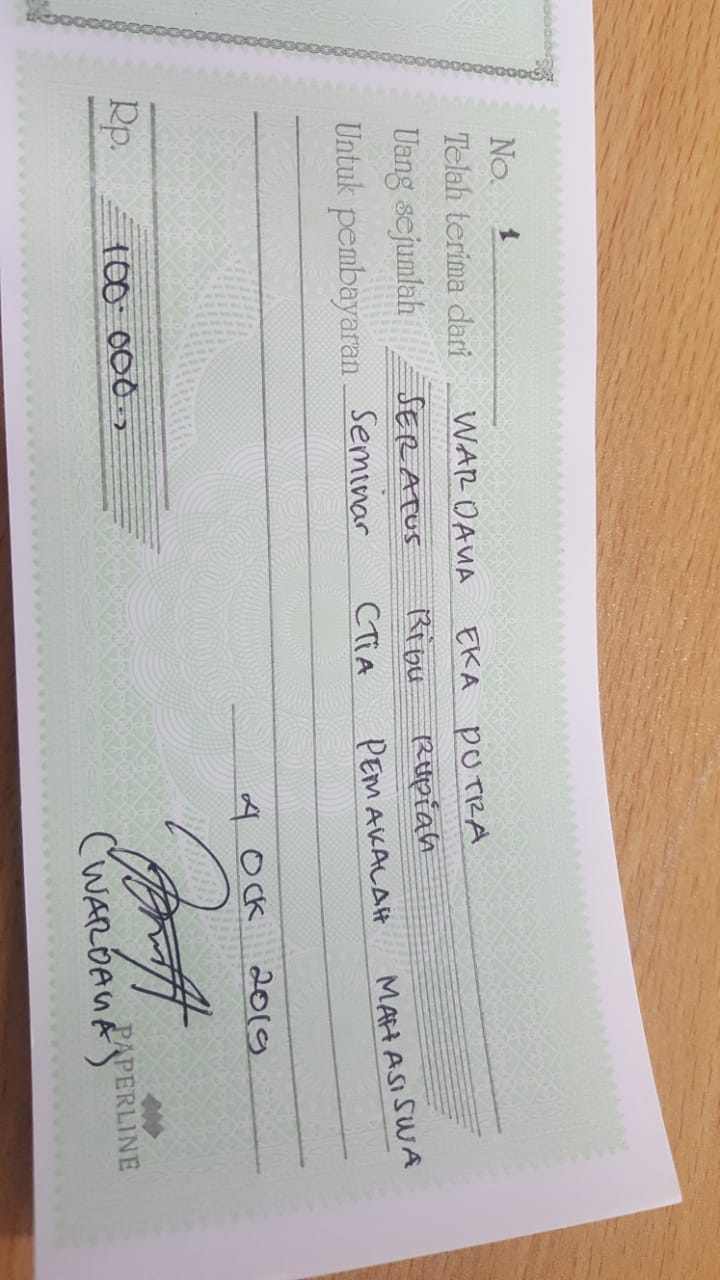 No. 1
Telah terima dari WARDANA EKA PUTRA
Uang sejumlah SERATUS Ribu Rupiah
Untuk pembayaran Seminar CTIA PEMAKALAH MAHASISWA
4 OCK 2019
Rp. 100.000,-
(WARDANA)
PAPERLINE